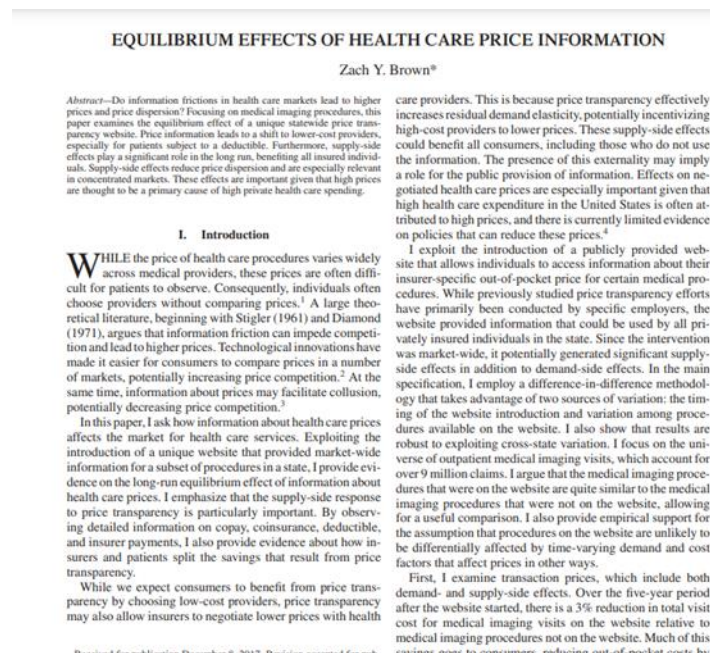 EQUILIBRIUM EFFECTS OF HEALTH CARE PRICE INFORMATION
Zach Y. Brown*
Abstract—Do information frictions in health care markets lead to higher
prices and price dispersion? Focusing on medical imaging procedures, this
paper examines the equilibrium effect of a unique statewide price trans-
parency website. Price information leads to a shift to lower-cost providers,
especially for patients subject to a deductible. Furthermore, supply-side
effects play a significant role in the long run, benefiting all insured individ-
uals. Supply-side effects reduce price dispersion and are especially relevant
in concentrated markets. These effects are important given that high prices
are thought to be a primary cause of high private health care spending.
I. Introduction
WHILE the price of health care procedures varies widely
across medical providers, these prices are often diffi-
cult for patients to observe. Consequently, individuals often
choose providers without comparing prices.1 A large theo-
retical literature, beginning with Stigler (1961) and Diamond
(1971), argues that information friction can impede competi-
tion and lead to higher prices. Technological innovations have
made it easier for consumers to compare prices in a number
of markets, potentially increasing price competition.2 At the
same time, information about prices may facilitate collusion,
potentially decreasing price competition.3
In this paper, I ask how information about health care prices
affects the market for health care services. Exploiting the
introduction of a unique website that provided market-wide
information for a subset of procedures in a state, I provide evi-
dence on the long-run equilibrium effect of information about
health care prices. I emphasize that the supply-side response
to price transparency is particularly important. By observ-
ing detailed information on copay, coinsurance, deductible,
and insurer payments, I also provide evidence about how in-
surers and patients split the savings that result from price
transparency.
While we expect consumers to benefit from price trans-
parency by choosing low-cost providers, price transparency
may also allow insurers to negotiate lower prices with health
care providers. This is because price transparency effectively
increases residual demand elasticity, potentially incentivizing
high-cost providers to lower prices. These supply-side effects
could benefit all consumers, including those who do not use
the information. The presence of this externality may imply
a role for the public provision of information. Effects on ne-
gotiated health care prices are especially important given that
high health care expenditure in the United States is often at-
tributed to high prices, and there is currently limited evidence
on policies that can reduce these prices.4
I exploit the introduction of a publicly provided web-
site that allows individuals to access information about their
insurer-specific out-of-pocket price for certain medical pro-
cedures. While previously studied price transparency efforts
have primarily been conducted by specific employers, the
website provided information that could be used by all pri-
vately insured individuals in the state. Since the intervention
was market-wide, it potentially generated significant supply-
side effects in addition to demand-side effects. In the main
specification, I employ a difference-in-difference methodol-
ogy that takes advantage of two sources of variation: the tim-
ing of the website introduction and variation among proce-
dures available on the website. I also show that results are
robust to exploiting cross-state variation. I focus on the uni-
verse of outpatient medical imaging visits, which account for
over 9 million claims. I argue that the medical imaging proce-
dures that were on the website are quite similar to the medical
imaging procedures that were not on the website, allowing
for a useful comparison. I also provide empirical support for
the assumption that procedures on the website are unlikely to
be differentially affected by time-varying demand and cost
factors that affect prices in other ways.
First, I examine transaction prices, which include both
demand- and supply-side effects. Over the five-year period
after the website started, there is a 3% reduction in total visit
cost for medical imaging visits on the website relative to
medical imaging procedures not on the website. Much of this